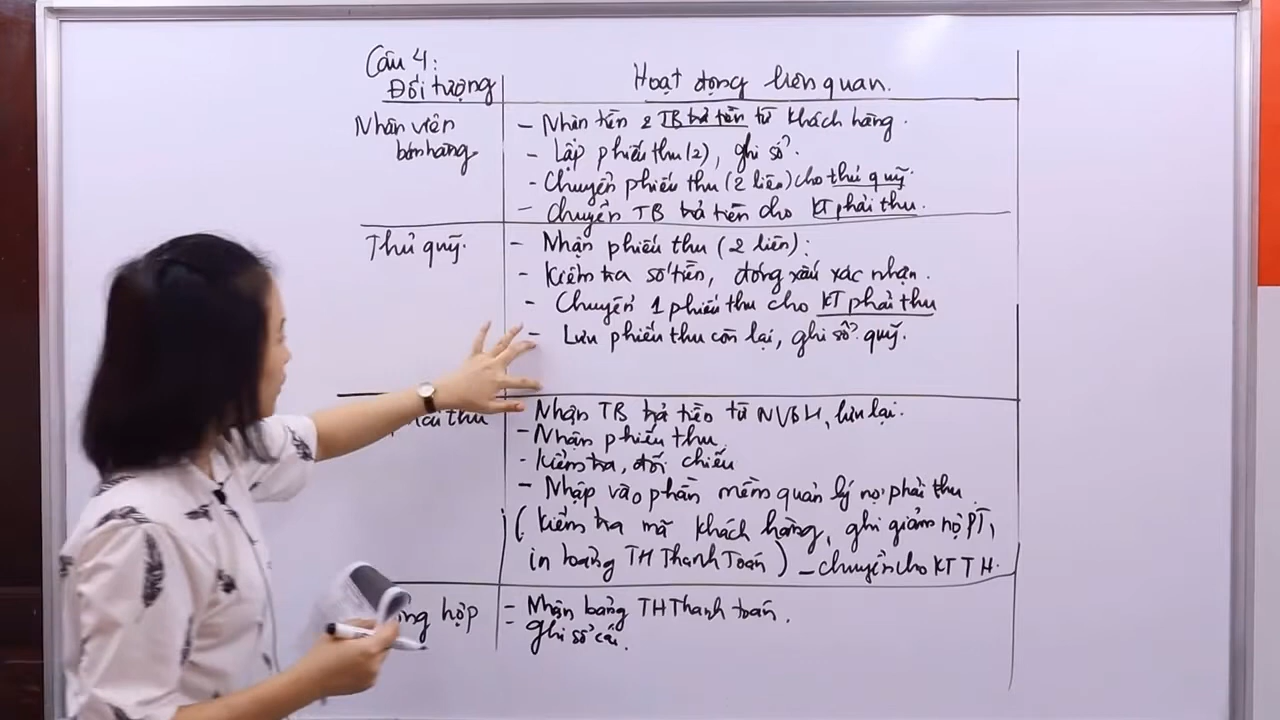 Câu 4:
Đối tượng
Hoạt động liên quan.
Nhân viên
bán hàng
- Nhận tiền & TB trả tiền từ khách hàng.
- Lập phiếu thu (2), ghi sổ.
- Chuyển phiếu thu (2 liên) cho thủ quỹ.
- Chuyển TB trả tiền cho KT phải thu.
Thủ quỹ.
- Nhận phiếu thu (2 liên):
- Kiểm tra số tiền, đóng dấu xác nhận.
- Chuyển 1 phiếu thu cho KT phải thu
- Lưu phiếu thu còn lại, ghi sổ quỹ.
phải thu
- Nhận TB trả tiền từ NVBH, lưu lại.
- Nhận phiếu thu
- Kiểm tra, đối chiếu
- Nhập vào phần mềm quản lý nợ phải thu
(Kiểm tra mã khách hàng, ghi giảm nợ PT,
in bảng TH Thanh Toán) - chuyển cho KT TH.
hợp
- Nhận bảng TH Thanh toán.
- Ghi sổ cái.